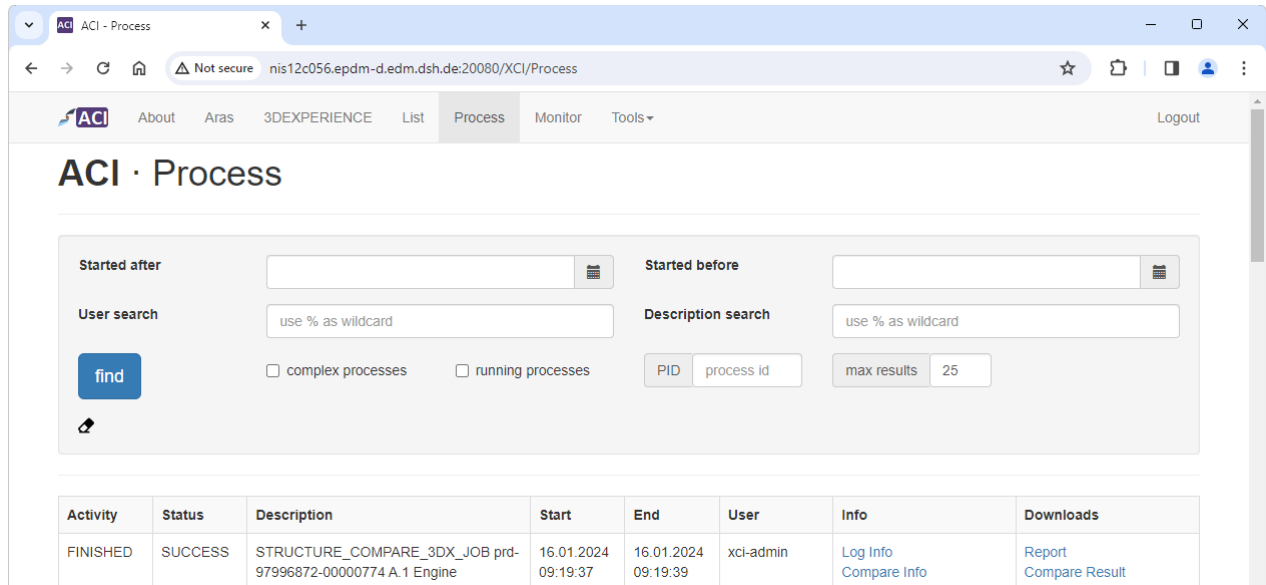 ACI ACI - Process
Not secure nis12c056.epdm-d.edm.dsh.de:20080/XCI/Process
ACI About Aras 3DEXPERIENCE List Process Monitor Tools Logout
ACI · Process
Started after Started before
User search use % as wildcard Description search use % as wildcard
find complex processes running processes PID process id max results 25
Activity Status Description Start End User Info Downloads
FINISHED SUCCESS STRUCTURE_COMPARE_3DX_JOB prd- 16.01.2024 16.01.2024 xci-admin Log Info Report
97996872-00000774 A.1 Engine 09:19:37 09:19:39 Compare Info Compare Result